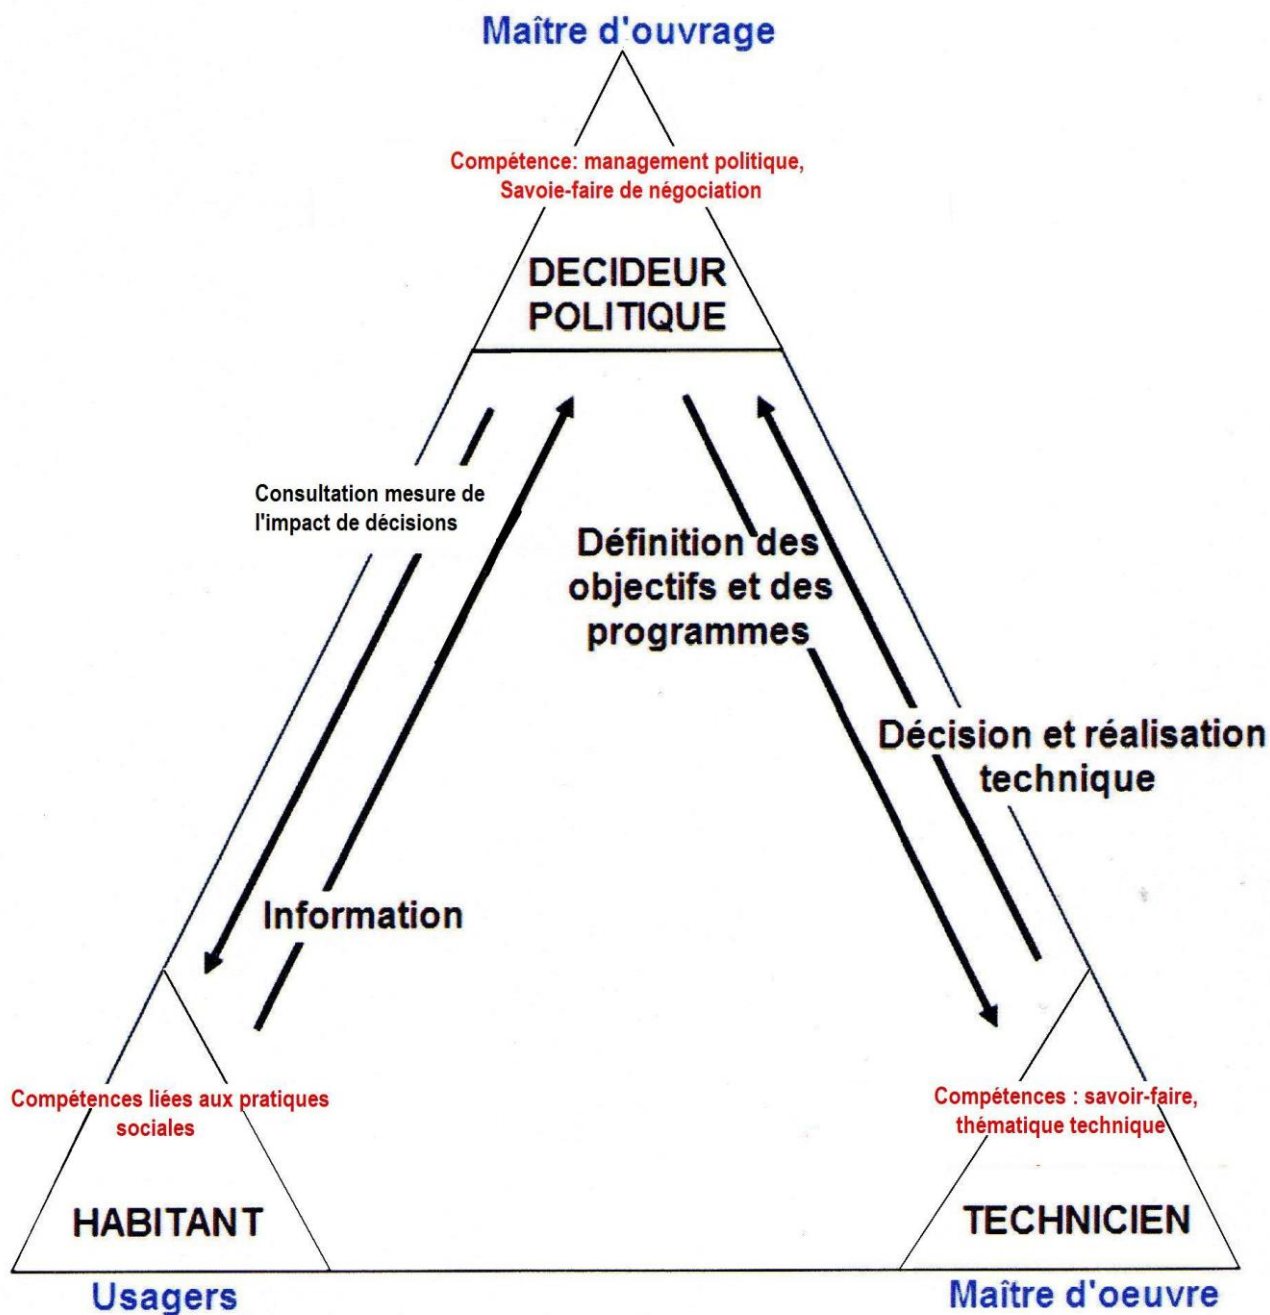 Maître d'ouvrage
Compétence: management politique,
Savoie-faire de négociation
DECIDEUR
POLITIQUE
Consultation mesure de
l'impact de décisions
Définition des
objectifs et des
programmes
Décision et réalisation
technique
Information
Compétences liées aux pratiques
sociales
Compétences : savoir-faire,
thématique technique
HABITANT
TECHNICIEN
Usagers
Maître d'oeuvre